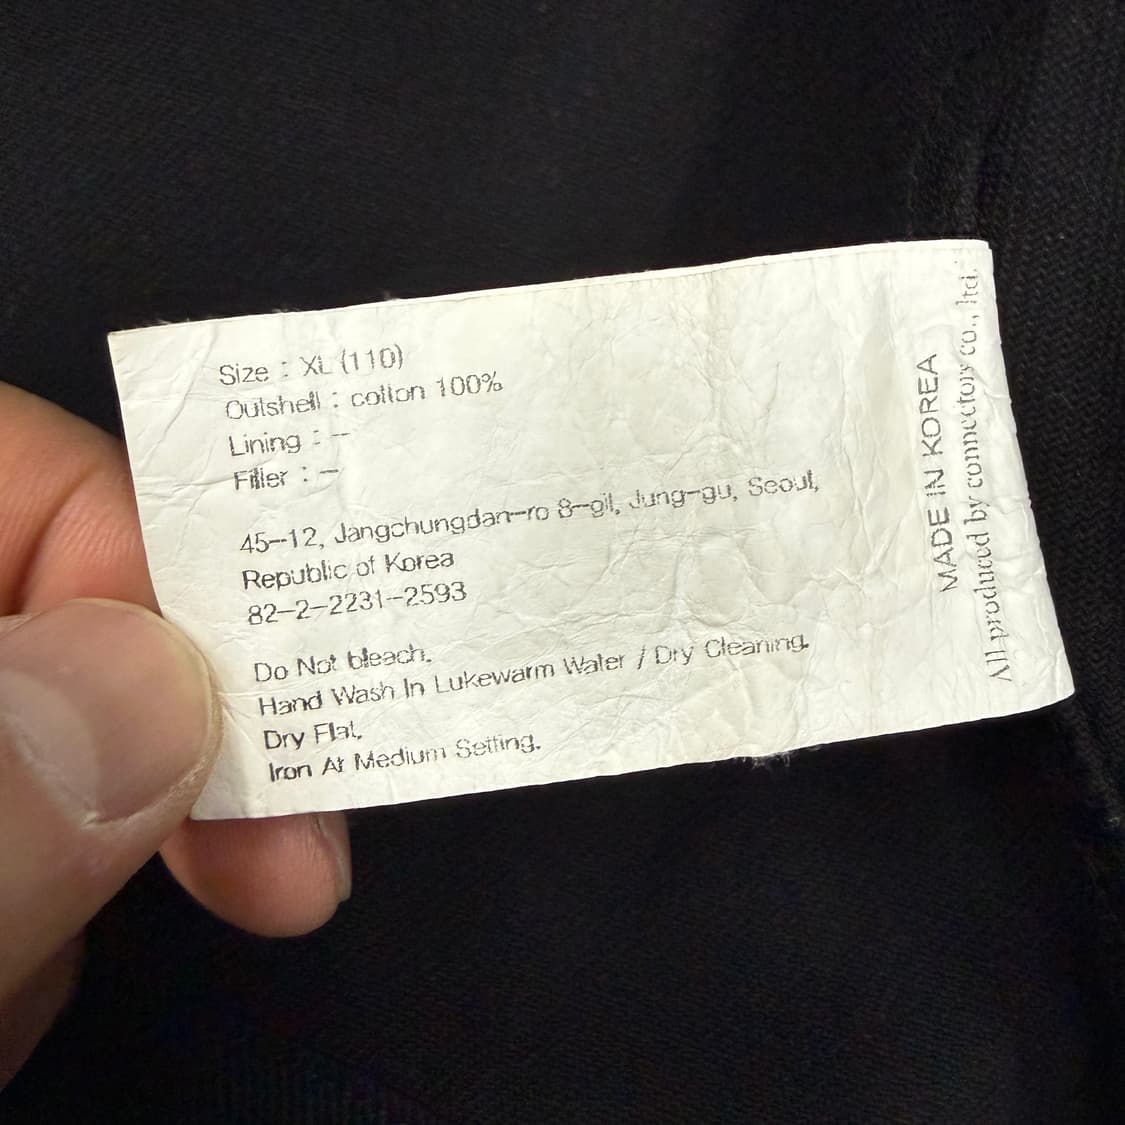 Size : XL (110)
Outshell : cotton 100%
Lining : -
Filler : -
45-12, Jangchungdan-ro 8-gil, Jung-gu, Seoul,
Republic of Korea
82-2-2231-2593
Do Not bleach.
Hand Wash In Lukewarm Water / Dry Cleaning.
Dry Flat.
Iron At Medium Setting.
MADE IN KOREA
All produced by connectory co., ltd.